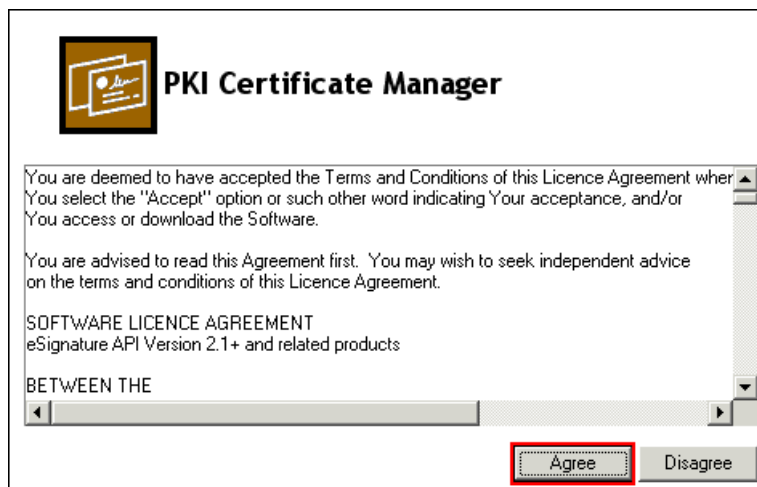 PKI Certificate Manager
You are deemed to have accepted the Terms and Conditions of this Licence Agreement wher
You select the "Accept" option or such other word indicating Your acceptance, and/or
You access or download the Software.
You are advised to read this Agreement first.  You may wish to seek independent advice
on the terms and conditions of this Licence Agreement.
SOFTWARE LICENCE AGREEMENT
eSignature API Version 2.1+ and related products
BETWEEN THE
Agree Disagree